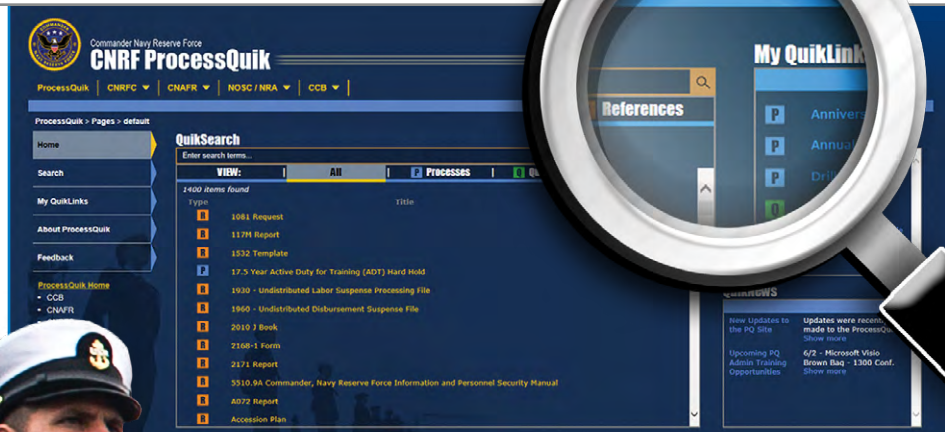 Commander Navy Reserve Force
CNRF ProcessQuik
ProcessQuik | CNRFC | CNAFR | NOSC / NRA | CCB
ProcessQuik > Pages > default
Home
Search
My QuikLinks
About ProcessQuik
Feedback
ProcessQuik Home
CCB
CNAFR
QuikSearch
Enter search terms...
VIEW: | All | P Processes | Q
1400 items found
Type Title
R 1081 Request
R 117M Report
R 1532 Template
P 17.5 Year Active Duty for Training (ADT) Hard Hold
R 1930 - Undistributed Labor Suspense Processing File
R 1960 - Undistributed Disbursement Suspense File
R 2010 J Book
R 2168-1 Form
R 2171 Report
R 5510.9A Commander, Navy Reserve Force Information and Personnel Security Manual
R A072 Report
R Accession Plan
References
My QuikLink
P
P Annual
P
Q
QuikNews
New Updates to the PQ Site
Updates were recent
made to the
Show more
Upcoming PQ
Admin Training
Opportunities
6/2 - Microsoft Visio
Brown Bag - 1300 Conf.
Show more